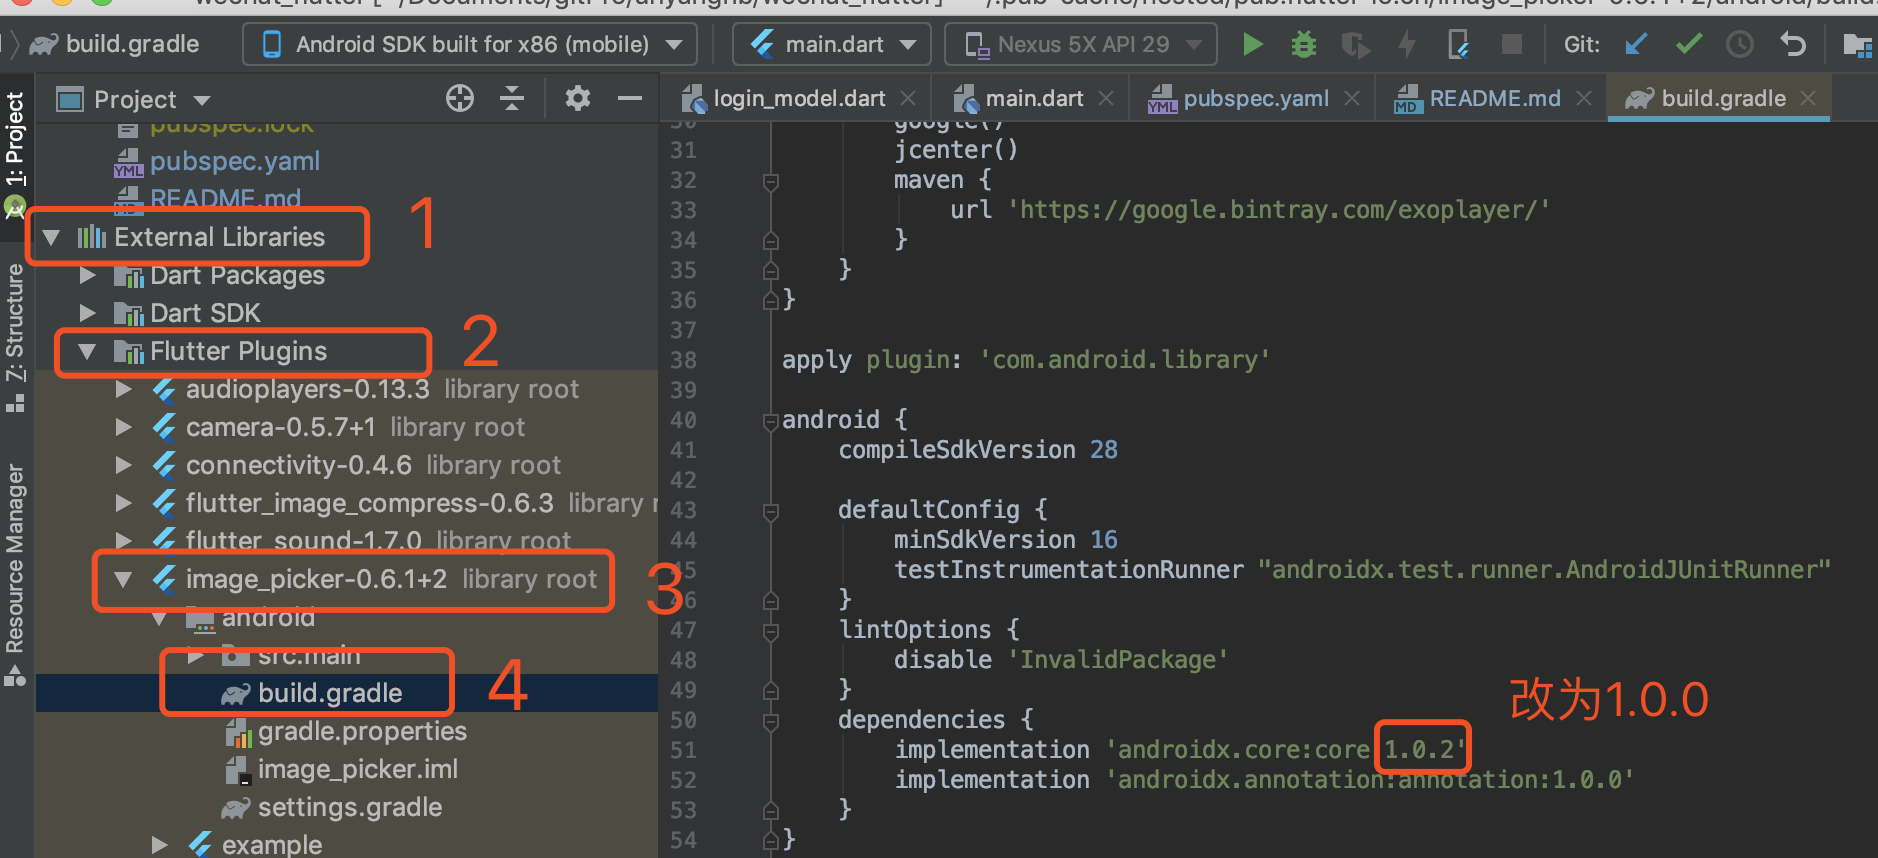 build.gradle
Android SDK built for x86 (mobile)
main.dart
Nexus 5X API 29
Git:
Project
login_model.dart
main.dart
pubspec.yaml
README.md
build.gradle
1: Project
Z: Structure
Resource Manager
pubspec.lock
pubspec.yaml
README.md
External Libraries
1
Dart Packages
Dart SDK
Flutter Plugins
2
audioplayers-0.13.3 library root
camera-0.5.7+1 library root
connectivity-0.4.6 library root
flutter_image_compress-0.6.3 library r
flutter_sound-1.7.0 library root
image_picker-0.6.1+2 library root
3
android
src.main
build.gradle
4
gradle.properties
image_picker.iml
settings.gradle
example
30 google()
31 jcenter()
32 maven {
33 url 'https://google.bintray.com/exoplayer/'
34 }
35 }
36 }
37
38 apply plugin: 'com.android.library'
39
40 android {
41 compileSdkVersion 28
42
43 defaultConfig {
44 minSdkVersion 16
45 testInstrumentationRunner "androidx.test.runner.AndroidJUnitRunner"
46 }
47 lintOptions {
48 disable 'InvalidPackage'
49 }
50 dependencies {
改为1.0.0
51 implementation 'androidx.core:core 1.0.2'
52 implementation 'androidx.annotation:annotation:1.0.0'
53 }
54 }